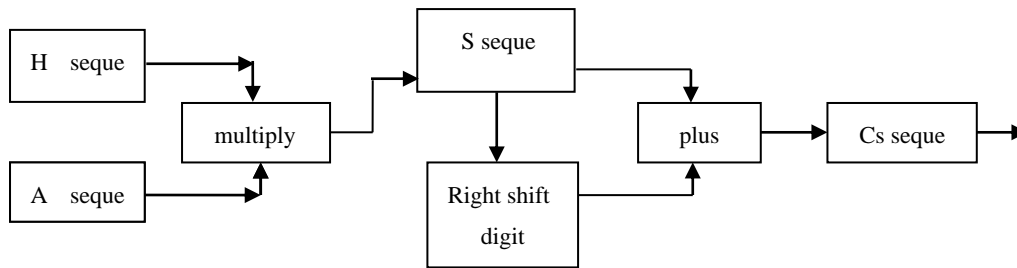 H seque
S seque
multiply
plus
Cs seque
A seque
Right shift
digit